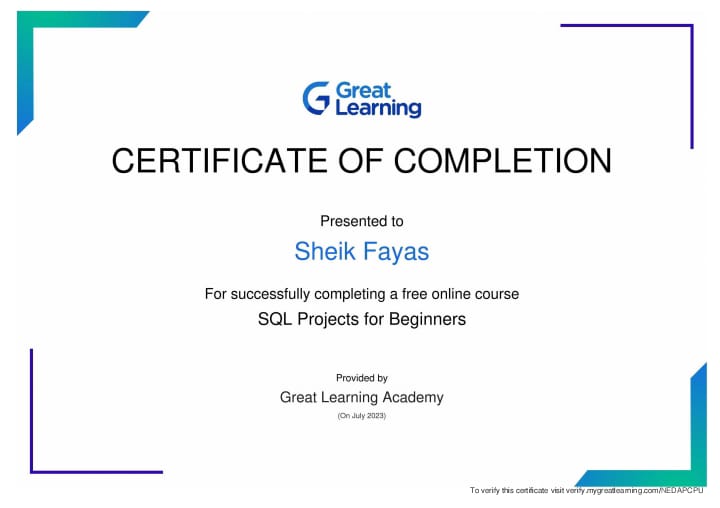 Great
Learning
CERTIFICATE OF COMPLETION
Presented to
Sheik Fayas
For successfully completing a free online course
SQL Projects for Beginners
Provided by
Great Learning Academy
(On July 2023)
To verify this certificate visit verify.mygreatlearning.com/NEDAPCPU